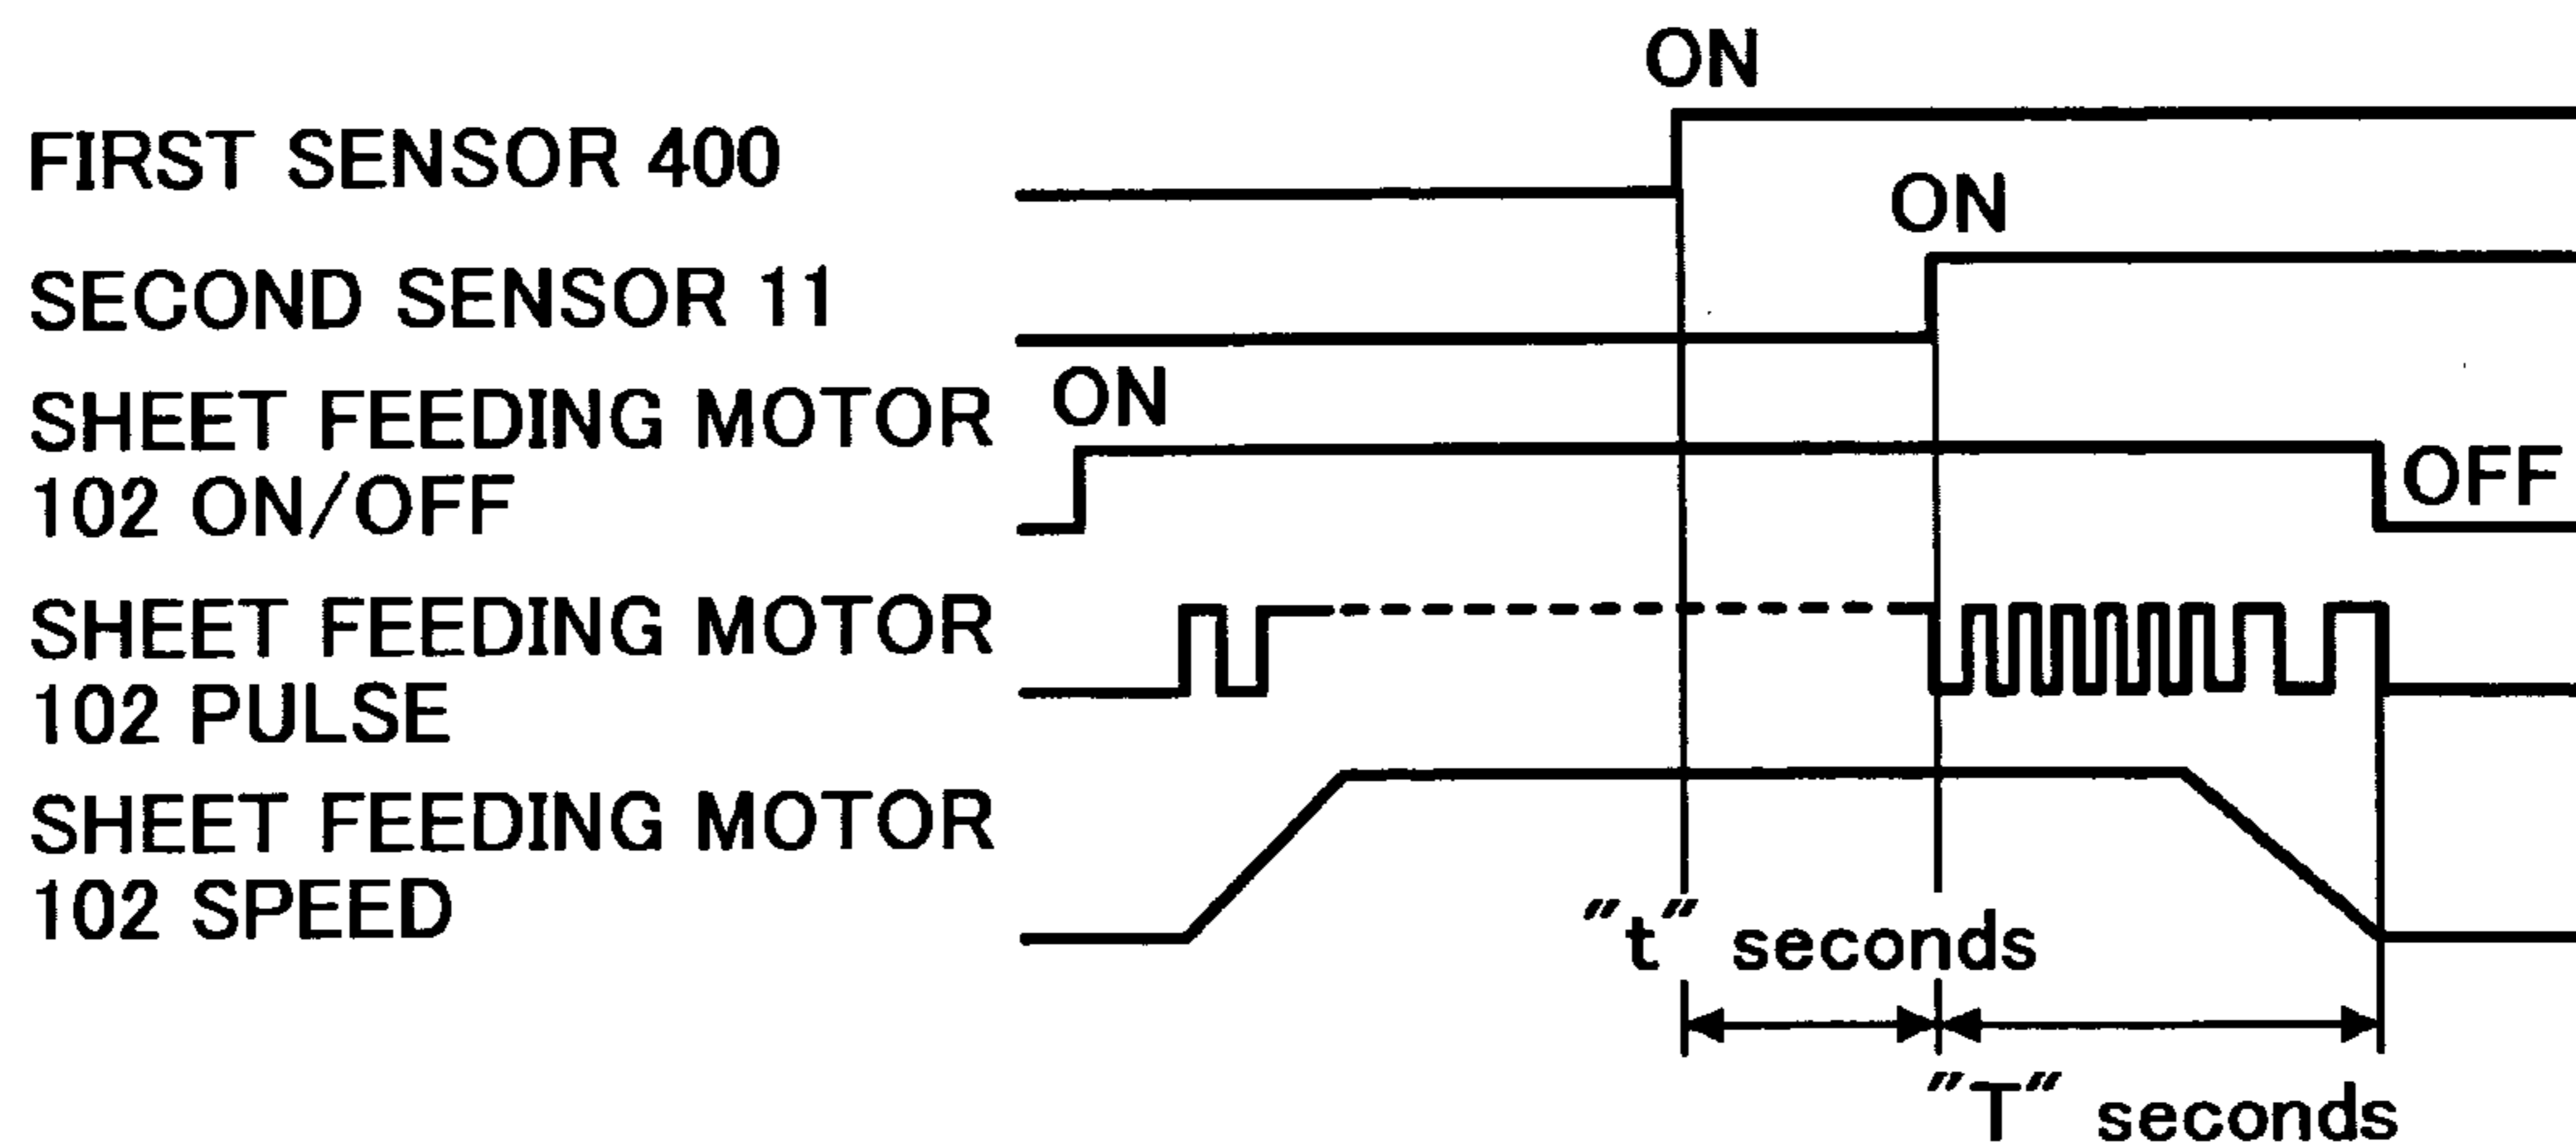 ON
FIRST SENSOR 400
ON
SECOND SENSOR 11
SHEET FEEDING MOTOR
102 ON/OFF
ON
OFF
SHEET FEEDING MOTOR
102 PULSE
SHEET FEEDING MOTOR
102 SPEED
"t" seconds
"T" seconds